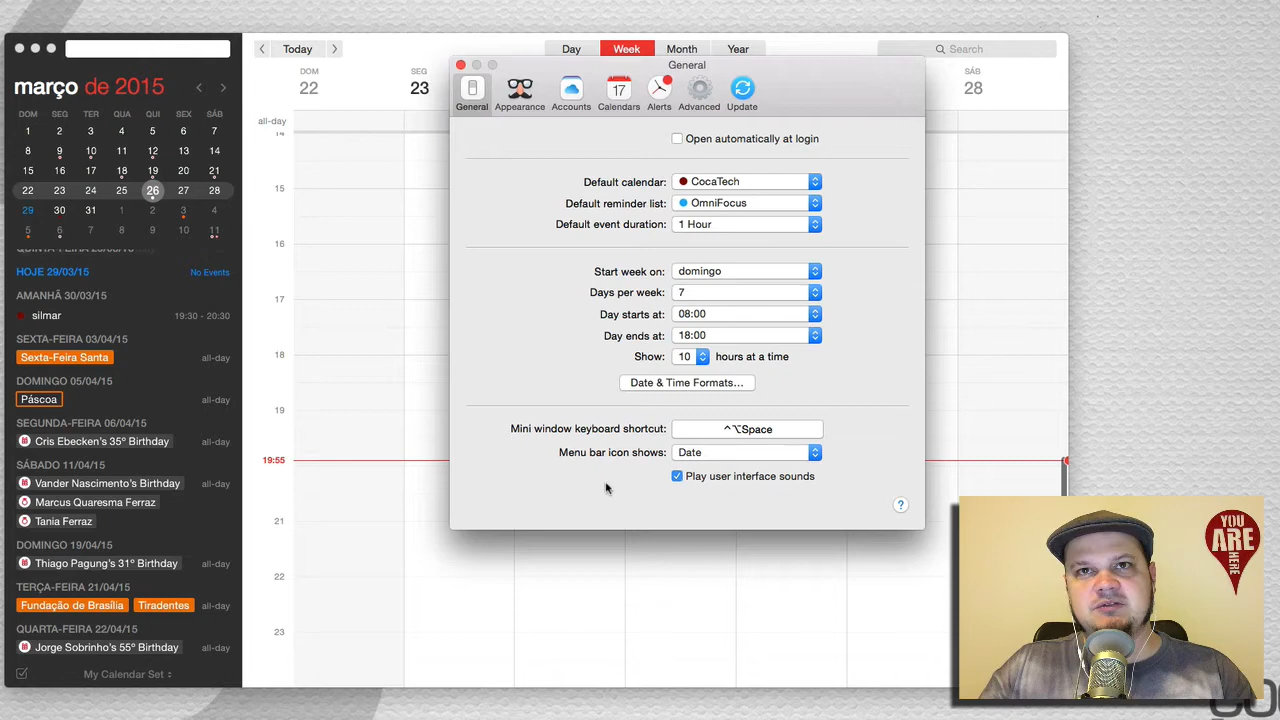 março de 2015
DOM SEG TER QUA QUI SEX SÁB
1 2 3 4 5 6 7
8 9 10 11 12 13 14
15 16 17 18 19 20 21
22 23 24 25 26 27 28
29 30 31 1 2 3 4
5 6 7 8 9 10 11
HOJE 29/03/15 No Events
AMANHÃ 30/03/15
silmar 19:30 - 20:30
SEXTA-FEIRA 03/04/15
Sexta-Feira Santa all-day
DOMINGO 05/04/15
Páscoa all-day
SEGUNDA-FEIRA 06/04/15
Cris Ebecken's 35º Birthday all-day
SÁBADO 11/04/15
Vander Nascimento's Birthday all-day
Marcus Quaresma Ferraz
Tania Ferraz
DOMINGO 19/04/15
Thiago Pagung's 31º Birthday all-day
TERÇA-FEIRA 21/04/15
Fundação de Brasília Tiradentes all-day
QUARTA-FEIRA 22/04/15
Jorge Sobrinho's 55º Birthday all-day
My Calendar Set
Today
Day Week Month Year
Search
DOM SEG SÁB
22 23 28
all-day
14
15
16
17
18
19
19:55
21
22
23
General
General Appearance Accounts 17 Calendars Alerts Advanced Update
Open automatically at login
Default calendar: CocaTech
Default reminder list: OmniFocus
Default event duration: 1 Hour
Start week on: domingo
Days per week: 7
Day starts at: 08:00
Day ends at: 18:00
Show: 10 hours at a time
Date & Time Formats...
Mini window keyboard shortcut: ^⌥Space
Menu bar icon shows: Date
Play user interface sounds
?
YOU
ARE
HERE